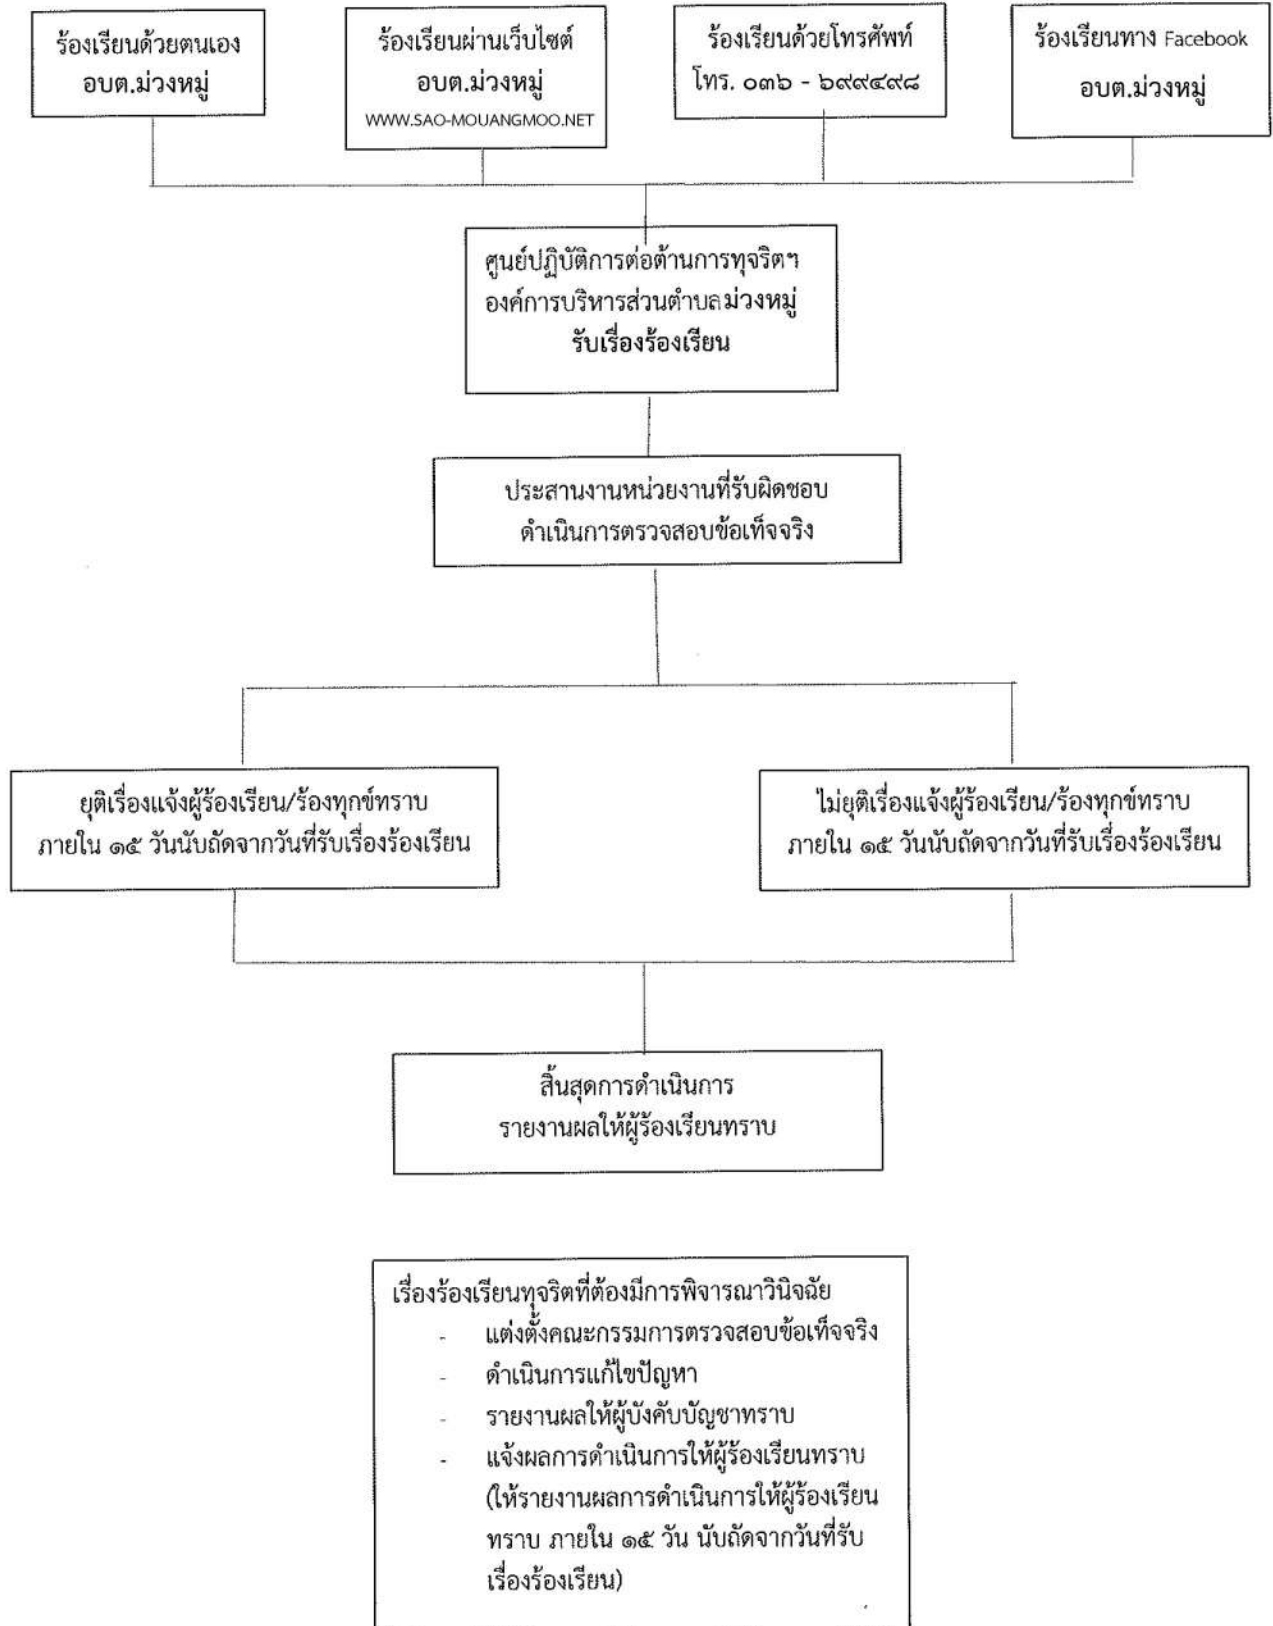 ร้องเรียนด้วยตนเอง
อบต.ม่วงหมู่
ร้องเรียนผ่านเว็บไซต์
อบต.ม่วงหมู่
WWW.SAO-MOUANGMOO.NET
ร้องเรียนด้วยโทรศัพท์
โทร. ๐๓๖ - ๖๙๙๔๙๘
ร้องเรียนทาง Facebook
อบต.ม่วงหมู่
ศูนย์ปฏิบัติการต่อต้านการทุจริตฯ
องค์การบริหารส่วนตำบลม่วงหมู่
รับเรื่องร้องเรียน
ประสานงานหน่วยงานที่รับผิดชอบ
ดำเนินการตรวจสอบข้อเท็จจริง
ยุติเรื่องแจ้งผู้ร้องเรียน/ร้องทุกข์ทราบ
ภายใน ๑๕ วันนับถัดจากวันที่รับเรื่องร้องเรียน
ไม่ยุติเรื่องแจ้งผู้ร้องเรียน/ร้องทุกข์ทราบ
ภายใน ๑๕ วันนับถัดจากวันที่รับเรื่องร้องเรียน
สิ้นสุดการดำเนินการ
รายงานผลให้ผู้ร้องเรียนทราบ
เรื่องร้องเรียนทุจริตที่ต้องมีการพิจารณาวินิจฉัย
- แต่งตั้งคณะกรรมการตรวจสอบข้อเท็จจริง
- ดำเนินการแก้ไขปัญหา
- รายงานผลให้ผู้บังคับบัญชาทราบ
- แจ้งผลการดำเนินการให้ผู้ร้องเรียนทราบ
(ให้รายงานผลการดำเนินการให้ผู้ร้องเรียน
ทราบ ภายใน ๑๕ วัน นับถัดจากวันที่รับ
เรื่องร้องเรียน)